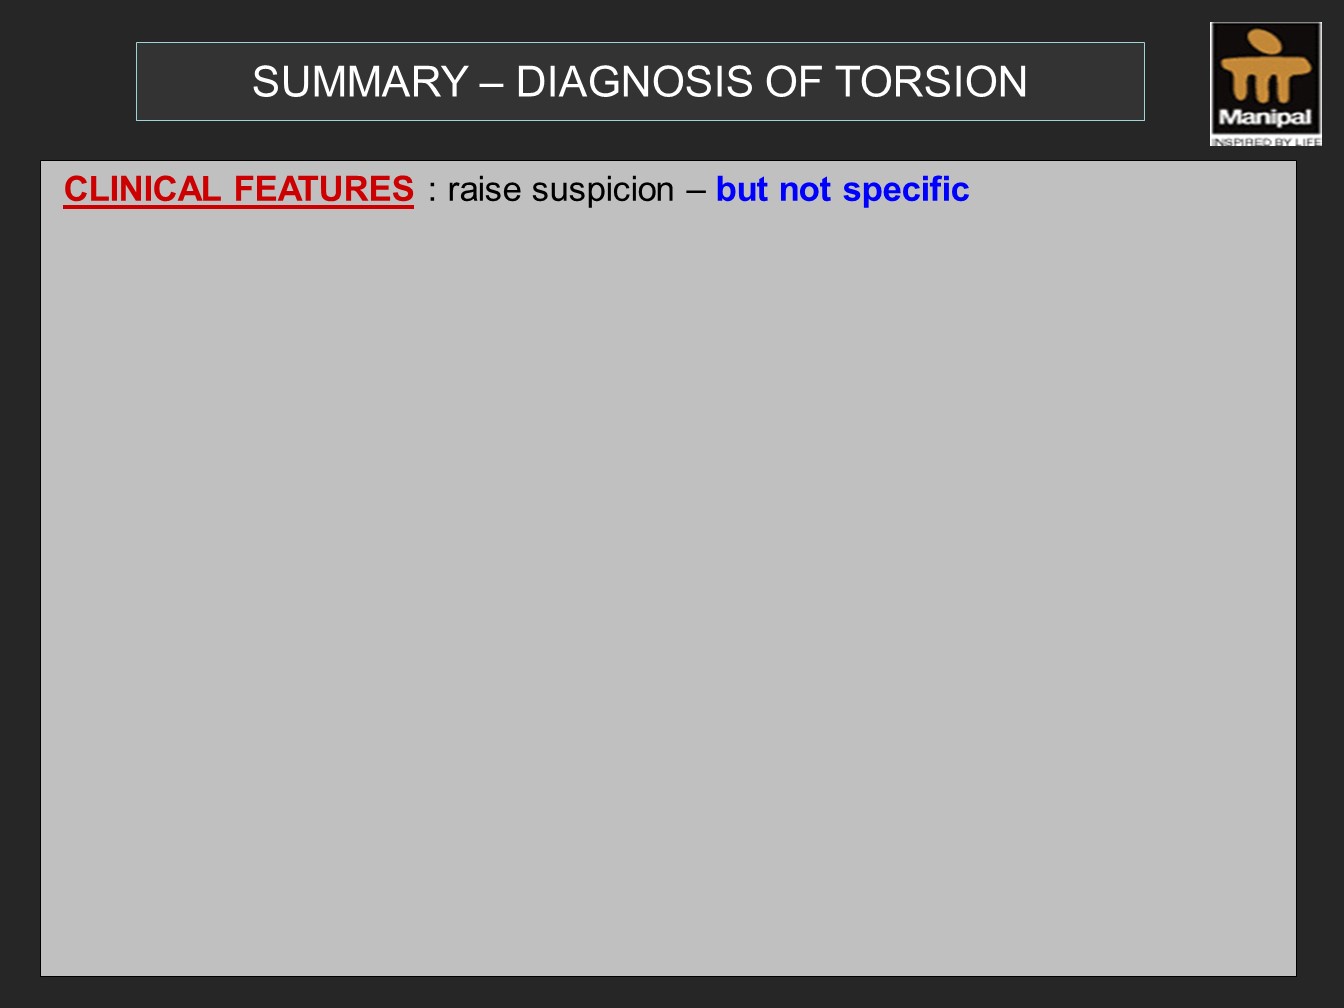 SUMMARY – DIAGNOSIS OF TORSION
Manipal
INSPIRED BY LIFE
CLINICAL FEATURES : raise suspicion – but not specific